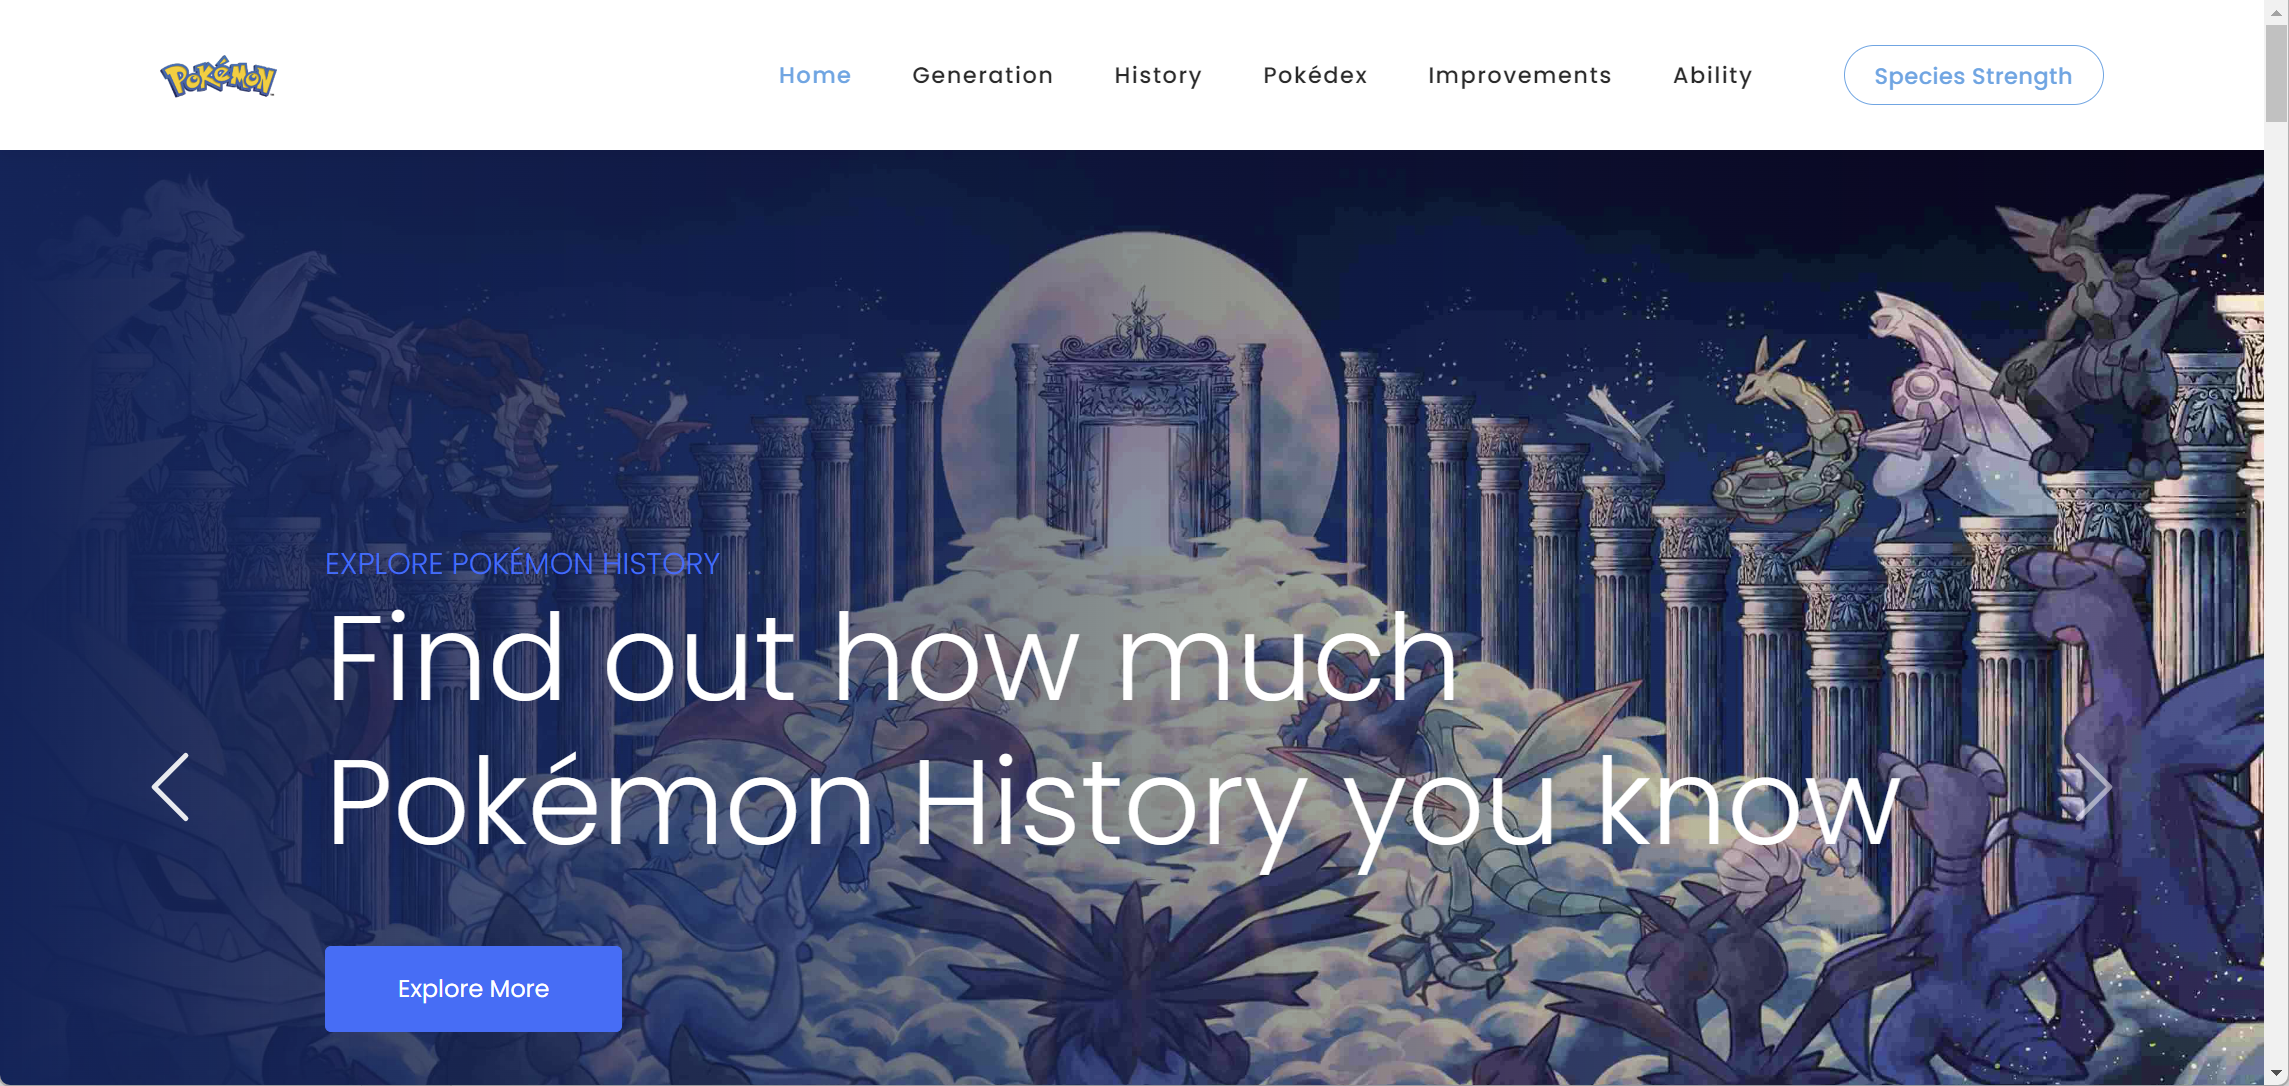 Pokémon
Home
Generation
History
Pokédex
Improvements
Ability
Species Strength
EXPLORE POKÉMON HISTORY
Find out how much
Pokémon History you know
Explore More